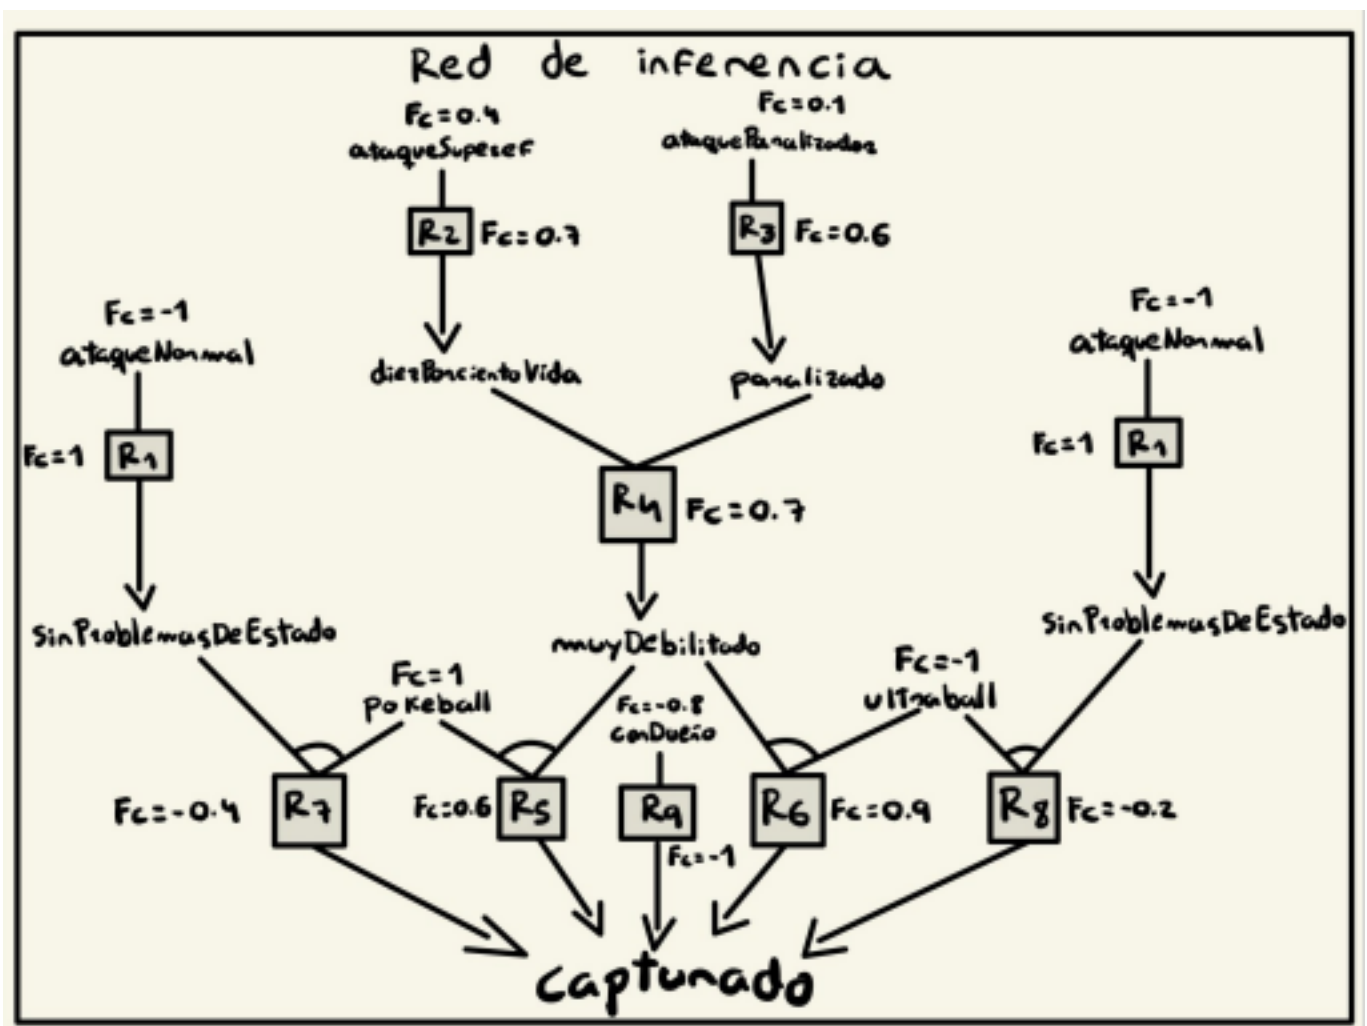 Red de inferencia
Fc=0.4
ataqueSuperef
Fc=0.1
ataqueParalizador
R2 Fc=0.7
R3 Fc=0.6
Fc=-1
ataqueNormal
Fc=-1
ataqueNormal
diezPorcientoVida
paralizado
Fc=1 R1
Fc=1 R1
R4 Fc=0.7
sinProblemasDeEstado
muyDebilitado
sinProblemasDeEstado
Fc=1
pokeball
Fc=-0.8
conDueño
Fc=-1
ultraball
Fc=-0.4 R7
Fc=0.6 R5
R9
Fc=-1
R6 Fc=0.9
R8 Fc=-0.2
capturado